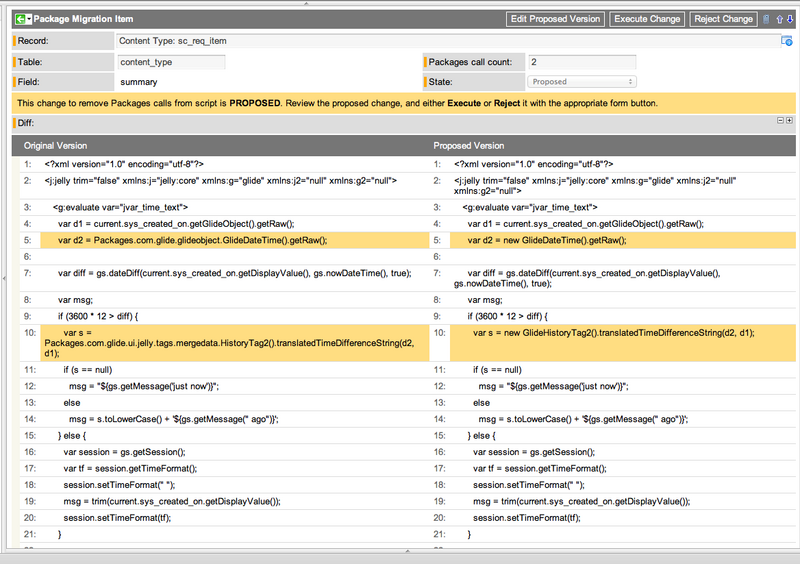 Package Migration Item
Edit Proposed Version
Execute Change
Reject Change
Record:
Content Type: sc_req_item
Table:
content_type
Packages call count:
2
Field:
summary
State:
Proposed
This change to remove Packages calls from script is PROPOSED. Review the proposed change, and either Execute or Reject it with the appropriate form button.
Diff:
Original Version
1: <?xml version="1.0" encoding="utf-8"?>
2: <j:jelly trim="false" xmlns:j="jelly:core" xmlns:g="glide" xmlns:j2="null" xmlns:g2="null">
3: <g:evaluate var="jvar_time_text">
4: var d1 = current.sys_created_on.getGlideObject().getRaw();
5: var d2 = Packages.com.glide.glideobject.GlideDateTime().getRaw();
6:
7: var diff = gs.dateDiff(current.sys_created_on.getDisplayValue(), gs.nowDateTime(), true);
8: var msg;
9: if (3600 * 12 > diff) {
10: var s =
Packages.com.glide.ui.jelly.tags.mergedata.HistoryTag2().translatedTimeDifferenceString(d2,
d1);
11: if (s == null)
12: msg = "${gs.getMessage('just now')}";
13: else
14: msg = s.toLowerCase() + '${gs.getMessage(" ago")}';
15: } else {
16: var session = gs.getSession();
17: var tf = session.getTimeFormat();
18: session.setTimeFormat(" ");
19: msg = trim(current.sys_created_on.getDisplayValue());
20: session.setTimeFormat(tf);
21: }
Proposed Version
1: <?xml version="1.0" encoding="utf-8"?>
2: <j:jelly trim="false" xmlns:j="jelly:core" xmlns:g="glide" xmlns:j2="null"
xmlns:g2="null">
3: <g:evaluate var="jvar_time_text">
4: var d1 = current.sys_created_on.getGlideObject().getRaw();
5: var d2 = new GlideDateTime().getRaw();
6:
7: var diff = gs.dateDiff(current.sys_created_on.getDisplayValue(),
gs.nowDateTime(), true);
8: var msg;
9: if (3600 * 12 > diff) {
10: var s = new GlideHistoryTag2().translatedTimeDifferenceString(d2, d1);
11: if (s == null)
12: msg = "${gs.getMessage('just now')}";
13: else
14: msg = s.toLowerCase() + '${gs.getMessage(" ago")}';
15: } else {
16: var session = gs.getSession();
17: var tf = session.getTimeFormat();
18: session.setTimeFormat(" ");
19: msg = trim(current.sys_created_on.getDisplayValue());
20: session.setTimeFormat(tf);
21: }